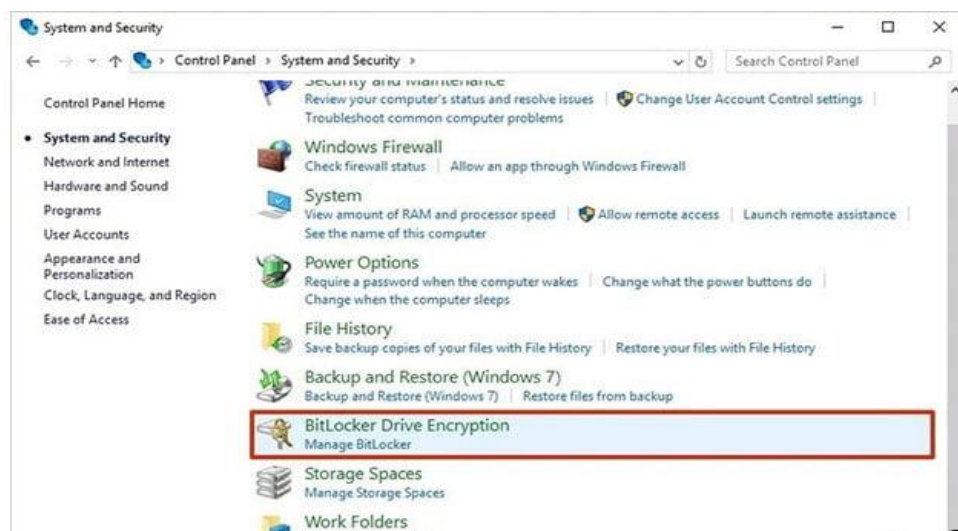 System and Security
Control Panel > System and Security >
Search Control Panel
Control Panel Home
System and Security
Network and Internet
Hardware and Sound
Programs
User Accounts
Appearance and
Personalization
Clock, Language, and Region
Ease of Access
Security and Maintenance
Review your computer's status and resolve issues | Change User Account Control settings |
Troubleshoot common computer problems
Windows Firewall
Check firewall status | Allow an app through Windows Firewall
System
View amount of RAM and processor speed | Allow remote access | Launch remote assistance |
See the name of this computer
Power Options
Require a password when the computer wakes | Change what the power buttons do |
Change when the computer sleeps
File History
Save backup copies of your files with File History | Restore your files with File History
Backup and Restore (Windows 7)
Backup and Restore (Windows 7) | Restore files from backup
BitLocker Drive Encryption
Manage BitLocker
Storage Spaces
Manage Storage Spaces
Work Folders